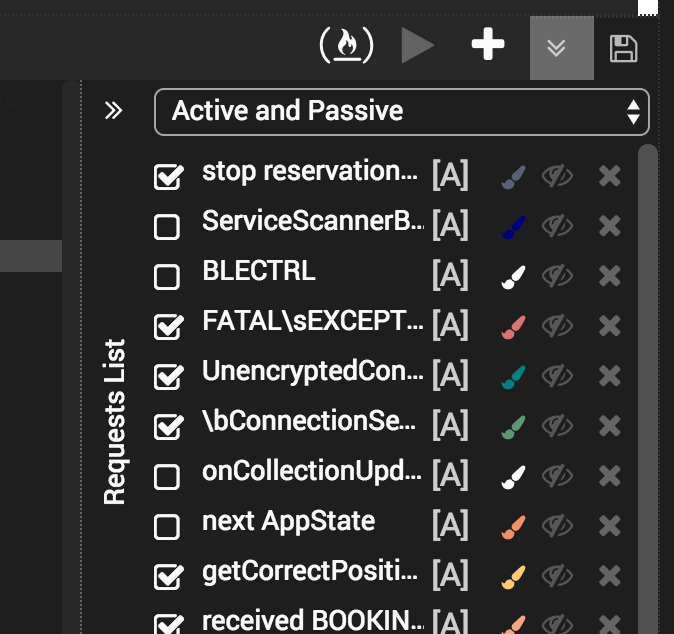 Active and Passive
stop reservation... [A]
ServiceScannerB... [A]
BLECTRL [A]
FATAL\sEXCEPT... [A]
UnencryptedCon... [A]
\bConnectionSe... [A]
onCollectionUpd... [A]
next AppState [A]
getCorrectPositi... [A]
received BOOKIN... [A]
Requests List